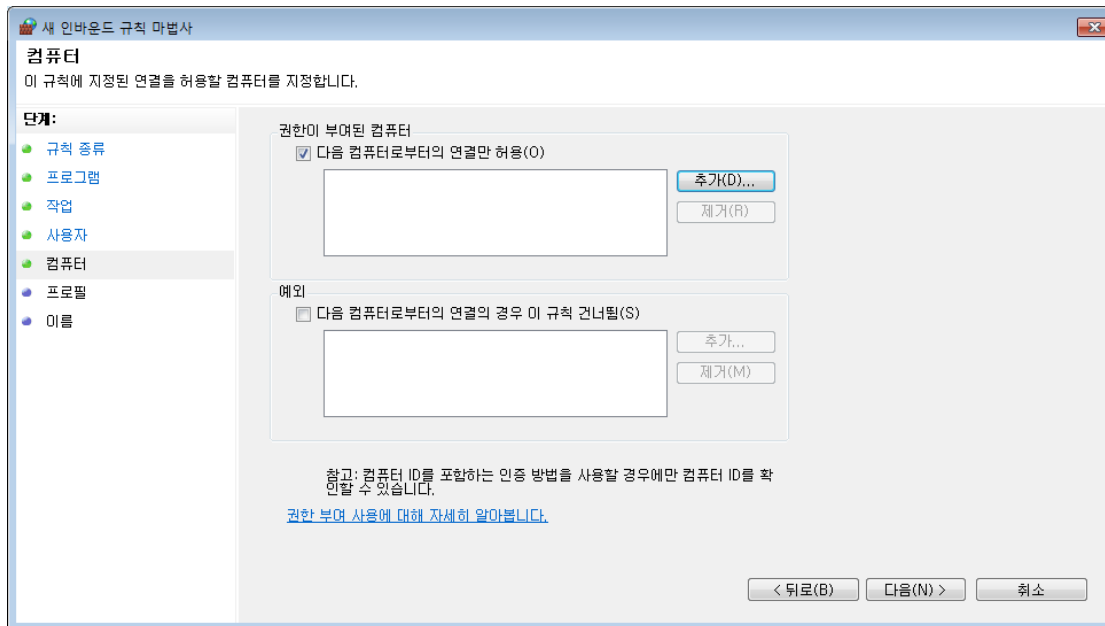 새 인바운드 규칙 마법사
컴퓨터
이 규칙에 지정된 연결을 허용할 컴퓨터를 지정합니다.
단계:
규칙 종류
프로그램
작업
사용자
컴퓨터
프로필
이름
권한이 부여된 컴퓨터
다음 컴퓨터로부터의 연결만 허용(O)
추가(D)...
제거(R)
예외
다음 컴퓨터로부터의 연결의 경우 이 규칙 건너뜀(S)
추가...
제거(M)
참고: 컴퓨터 ID를 포함하는 인증 방법을 사용할 경우에만 컴퓨터 ID를 확
인할 수 있습니다.
권한 부여 사용에 대해 자세히 알아봅니다.
< 뒤로(B) 다음(N) > 취소